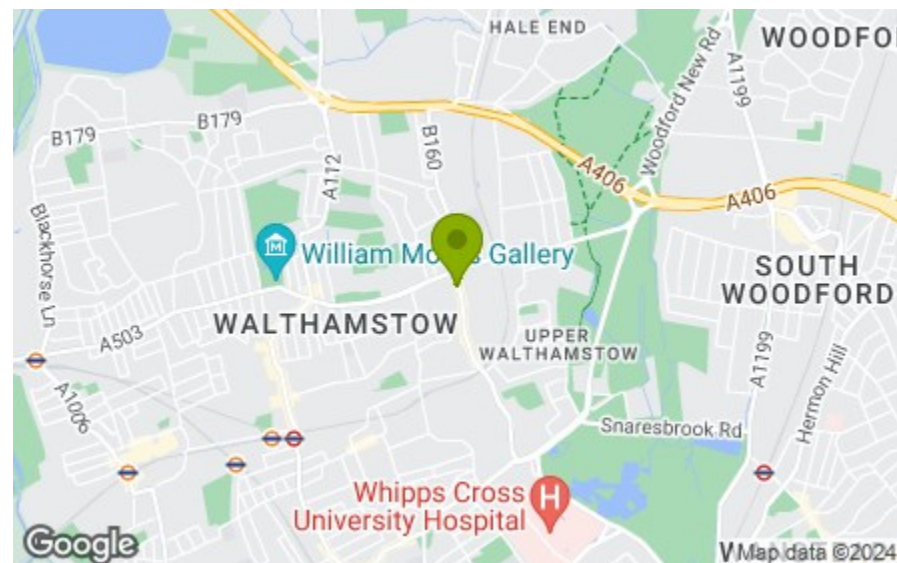 HALE END
WOODFO
Woodford New Rd
A1199
B179
B179
B160
A112
A406
A406
Blackhorse Ln
William Mo
s Gallery
SOUTH
WOODFORD
WALTHAMSTOW
UPPER
WALTHAMSTOW
A503
A1199
Hermon Hill
A1006
Snaresbrook Rd
Whipps Cross
University Hospital
H
M
Google
Map data ©2024